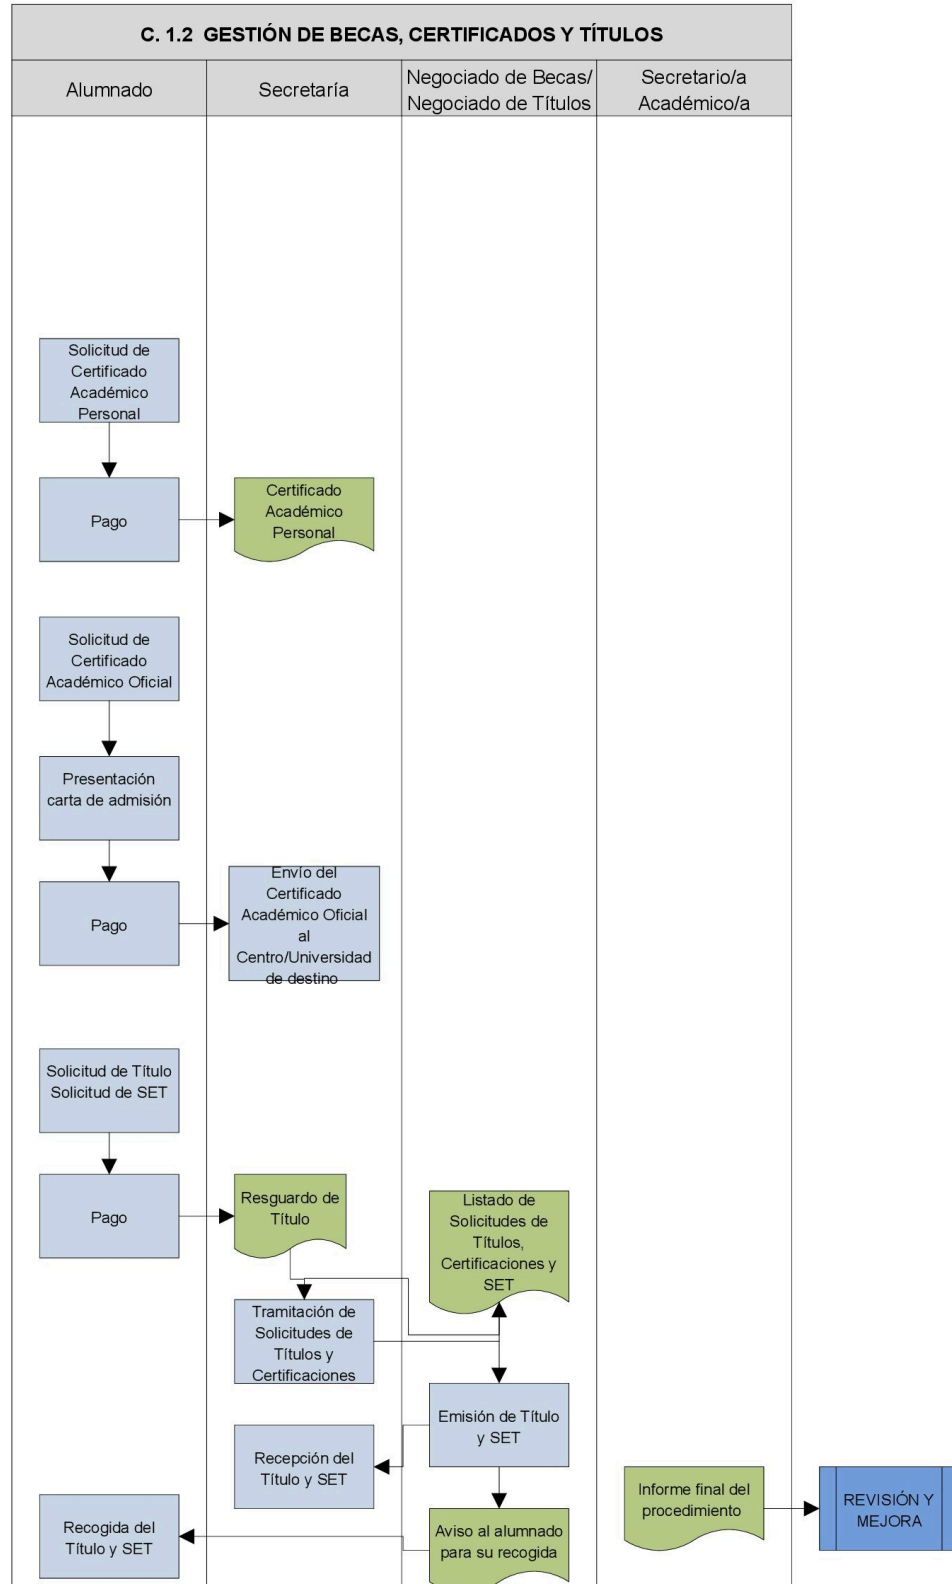 C. 1.2 GESTIÓN DE BECAS, CERTIFICADOS Y TÍTULOS
Alumnado
Secretaría
Negociado de Becas/
Negociado de Títulos
Secretario/a
Académico/a
Solicitud de
Certificado
Académico
Personal
Pago
Certificado
Académico
Personal
Solicitud de
Certificado
Académico Oficial
Presentación
carta de admisión
Pago
Envío del
Certificado
Académico Oficial
al
Centro/Universidad
de destino
Solicitud de Título
Solicitud de SET
Pago
Resguardo de
Título
Listado de
Solicitudes de
Títulos,
Certificaciones y
SET
Tramitación de
Solicitudes de
Títulos y
Certificaciones
Emisión de Título
y SET
Recepción del
Título y SET
Recogida del
Título y SET
Aviso al alumnado
para su recogida
Informe final del
procedimiento
REVISIÓN Y
MEJORA